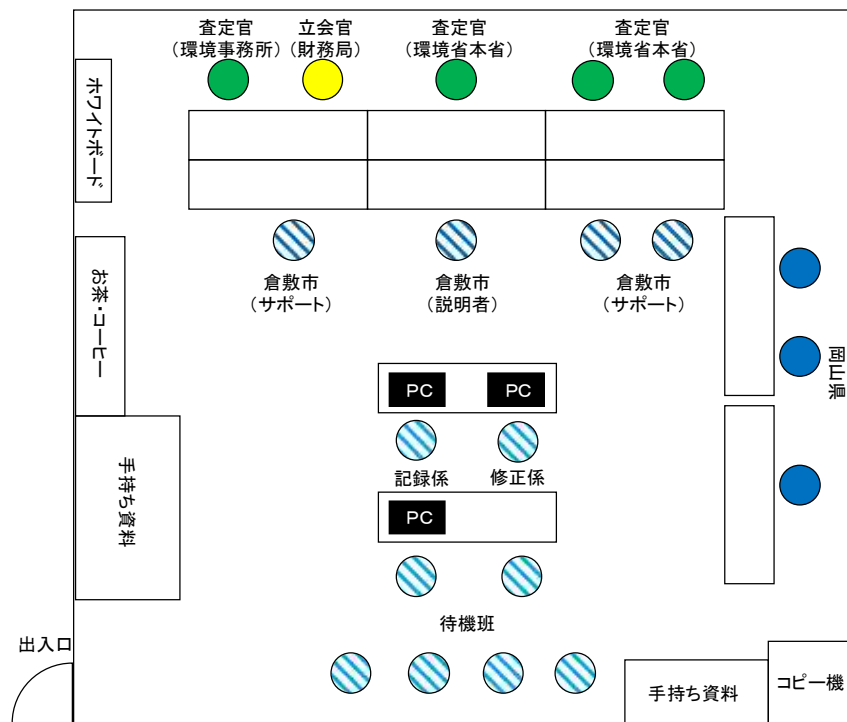 査定官
（環境事務所）
立会官
（財務局）
査定官
（環境省本省）
査定官
（環境省本省）
ホワイトボード
倉敷市
（サポート）
倉敷市
（説明者）
倉敷市
（サポート）
お茶・コーヒー
岡山県
PC
PC
記録係
修正係
PC
手持ち資料
待機班
出入口
手持ち資料
コピー機